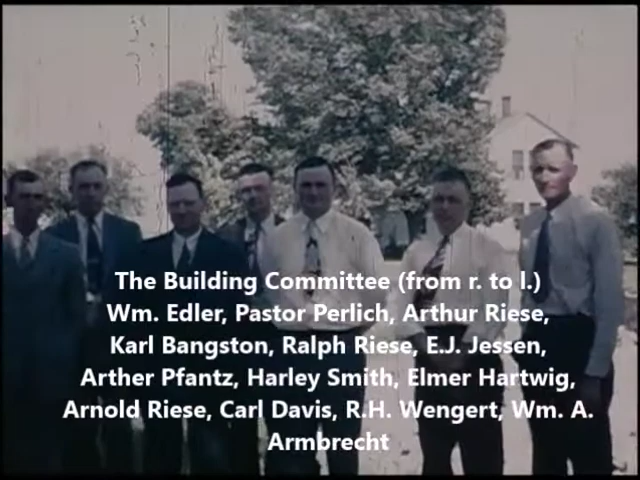 The Building Committee (from r. to l.)
Wm. Edler, Pastor Perlich, Arthur Riese,
Karl Bangston, Ralph Riese, E.J. Jessen,
Arther Pfantz, Harley Smith, Elmer Hartwig,
Arnold Riese, Carl Davis, R.H. Wengert, Wm. A.
Armbrecht